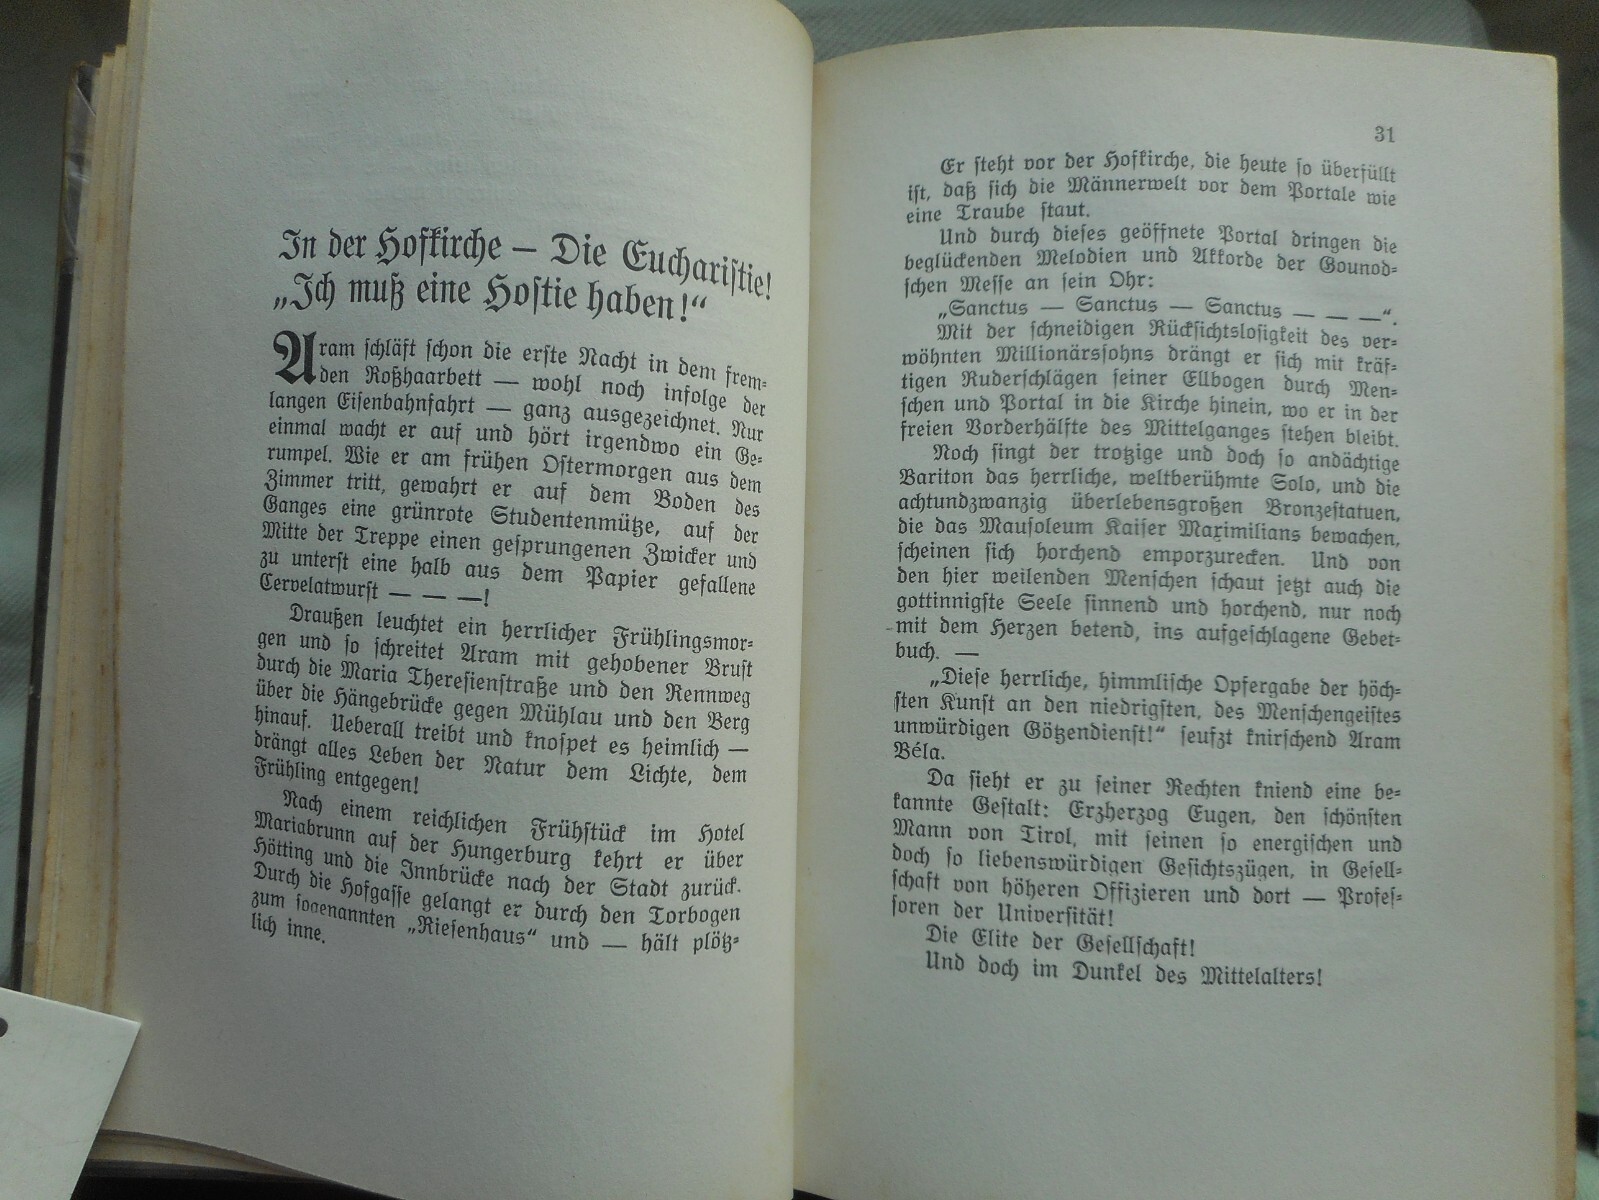 In der Hofkirche — Die Eucharistie!
„Ich muß eine Hostie haben!“
Aram schläft schon die erste Nacht in dem frem-
den Roßhaarbett — wohl noch infolge der
langen Eisenbahnfahrt — ganz ausgezeichnet. Nur
einmal wacht er auf und hört irgendwo ein Ge-
rumpel. Wie er am frühen Ostermorgen aus dem
Zimmer tritt, gewahrt er auf dem Boden des
Ganges eine grünrote Studentenmütze, auf der
Mitte der Treppe einen gesprungenen Zwicker und
zu unterst eine halb aus dem Papier gefallene
Cervelatwurst — — —!
Draußen leuchtet ein herrlicher Frühlingsmor-
gen und so schreitet Aram mit gehobener Brust
durch die Maria Theresienstraße und den Rennweg
über die Hängebrücke gegen Mühlau und den Berg
hinauf. Ueberall treibt und knospet es heimlich —
drängt alles Leben der Natur dem Lichte, dem
Frühling entgegen!
Nach einem reichlichen Frühstück im Hotel
Mariabrunn auf der Hungerburg kehrt er über
Hötting und die Innbrücke nach der Stadt zurück.
Durch die Hofgasse gelangt er durch den Torbogen
zum sogenannten „Riesenhaus“ und — hält plötz-
lich inne.
31
Er steht vor der Hofkirche, die heute so überfüllt
ist, daß sich die Männerwelt vor dem Portale wie
eine Traube staut.
Und durch dieses geöffnete Portal dringen die
beglückenden Melodien und Akkorde der Gounod-
schen Messe an sein Ohr:
„Sanctus — Sanctus — Sanctus — — —“.
Mit der schneidigen Rücksichtslosigkeit des ver-
wöhnten Millionärssohns drängt er sich mit kräf-
tigen Ruderschlägen seiner Ellbogen durch Men-
schen und Portal in die Kirche hinein, wo er in der
freien Vorderhälfte des Mittelganges stehen bleibt.
Noch singt der trotzige und doch so andächtige
Bariton das herrliche, weltberühmte Solo, und die
achtundzwanzig überlebensgroßen Bronzestatuen,
die das Mausoleum Kaiser Maximilians bewachen,
scheinen sich horchend emporzurecken. Und von
den hier weilenden Menschen schaut jetzt auch die
gottinnigste Seele sinnend und horchend, nur noch
mit dem Herzen betend, ins aufgeschlagene Gebet-
buch. —
„Diese herrliche, himmlische Opfergabe der höch-
sten Kunst an den niedrigsten, des Menschengeistes
unwürdigen Götzendienst!“ seufzt knirschend Aram
Béla.
Da sieht er zu seiner Rechten kniend eine be-
kannte Gestalt: Erzherzog Eugen, den schönsten
Mann von Tirol, mit seinen so energischen und
doch so liebenswürdigen Gesichtszügen, in Gesell-
schaft von höheren Offizieren und dort — Profes-
soren der Universität!
Die Elite der Gesellschaft!
Und doch im Dunkel des Mittelalters!